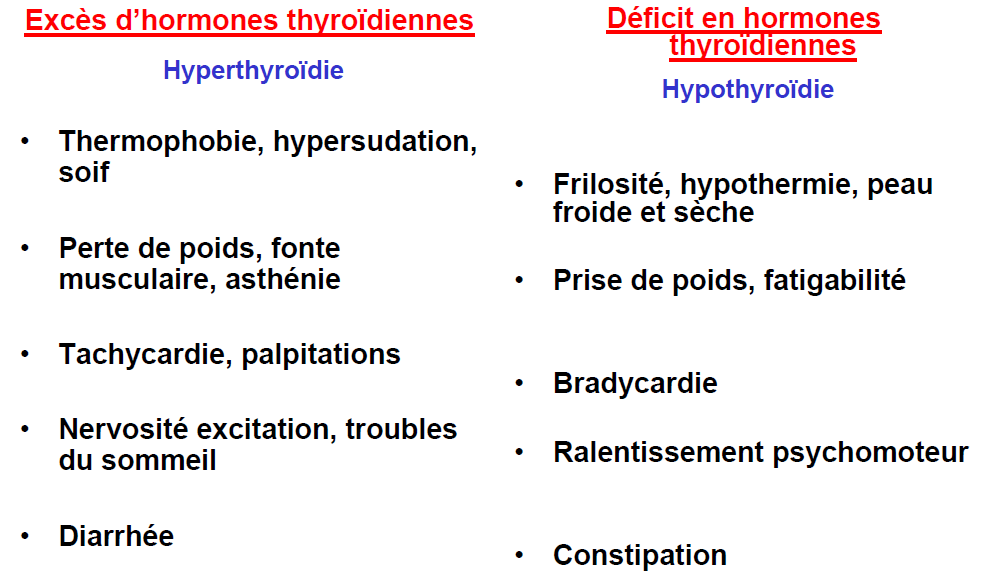 Excès d’hormones thyroïdiennes
Hyperthyroïdie
• Thermophobie, hypersudation,
soif
• Perte de poids, fonte
musculaire, asthénie
• Tachycardie, palpitations
• Nervosité excitation, troubles
du sommeil
• Diarrhée
Déficit en hormones
thyroïdiennes
Hypothyroïdie
• Frilosité, hypothermie, peau
froide et sèche
• Prise de poids, fatigabilité
• Bradycardie
• Ralentissement psychomoteur
• Constipation